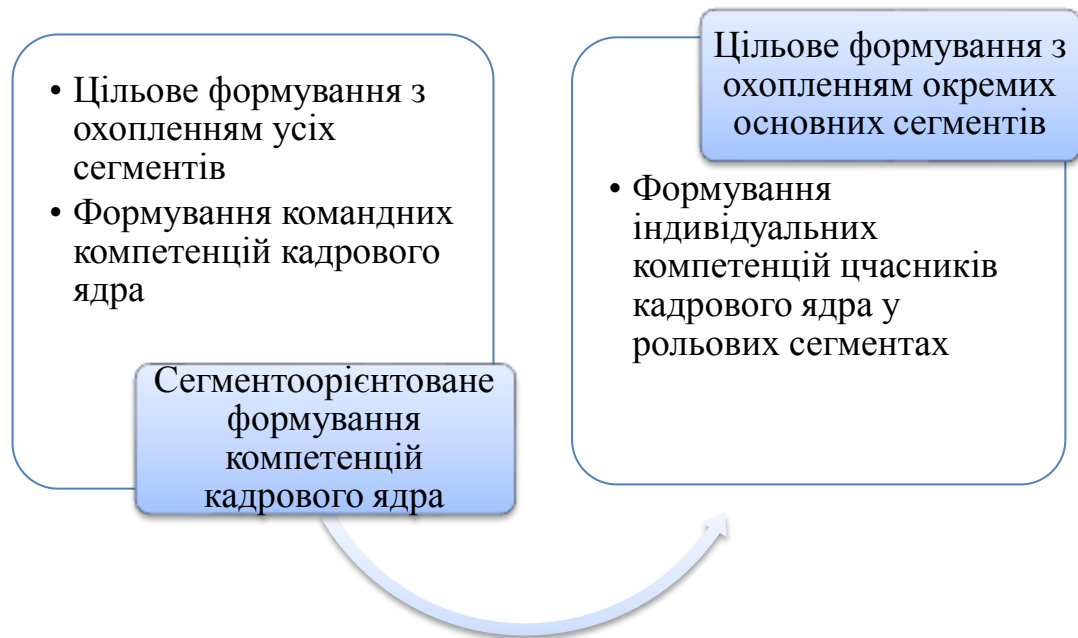 • Цільове формування з
охопленням усіх
сегментів
• Формування командних
компетенцій кадрового
ядра
Сегментоорієнтоване
формування
компетенцій
кадрового ядра
Цільове формування з
охопленням окремих
основних сегментів
• Формування
індивідуальних
компетенцій цчасників
кадрового ядра у
рольових сегментах